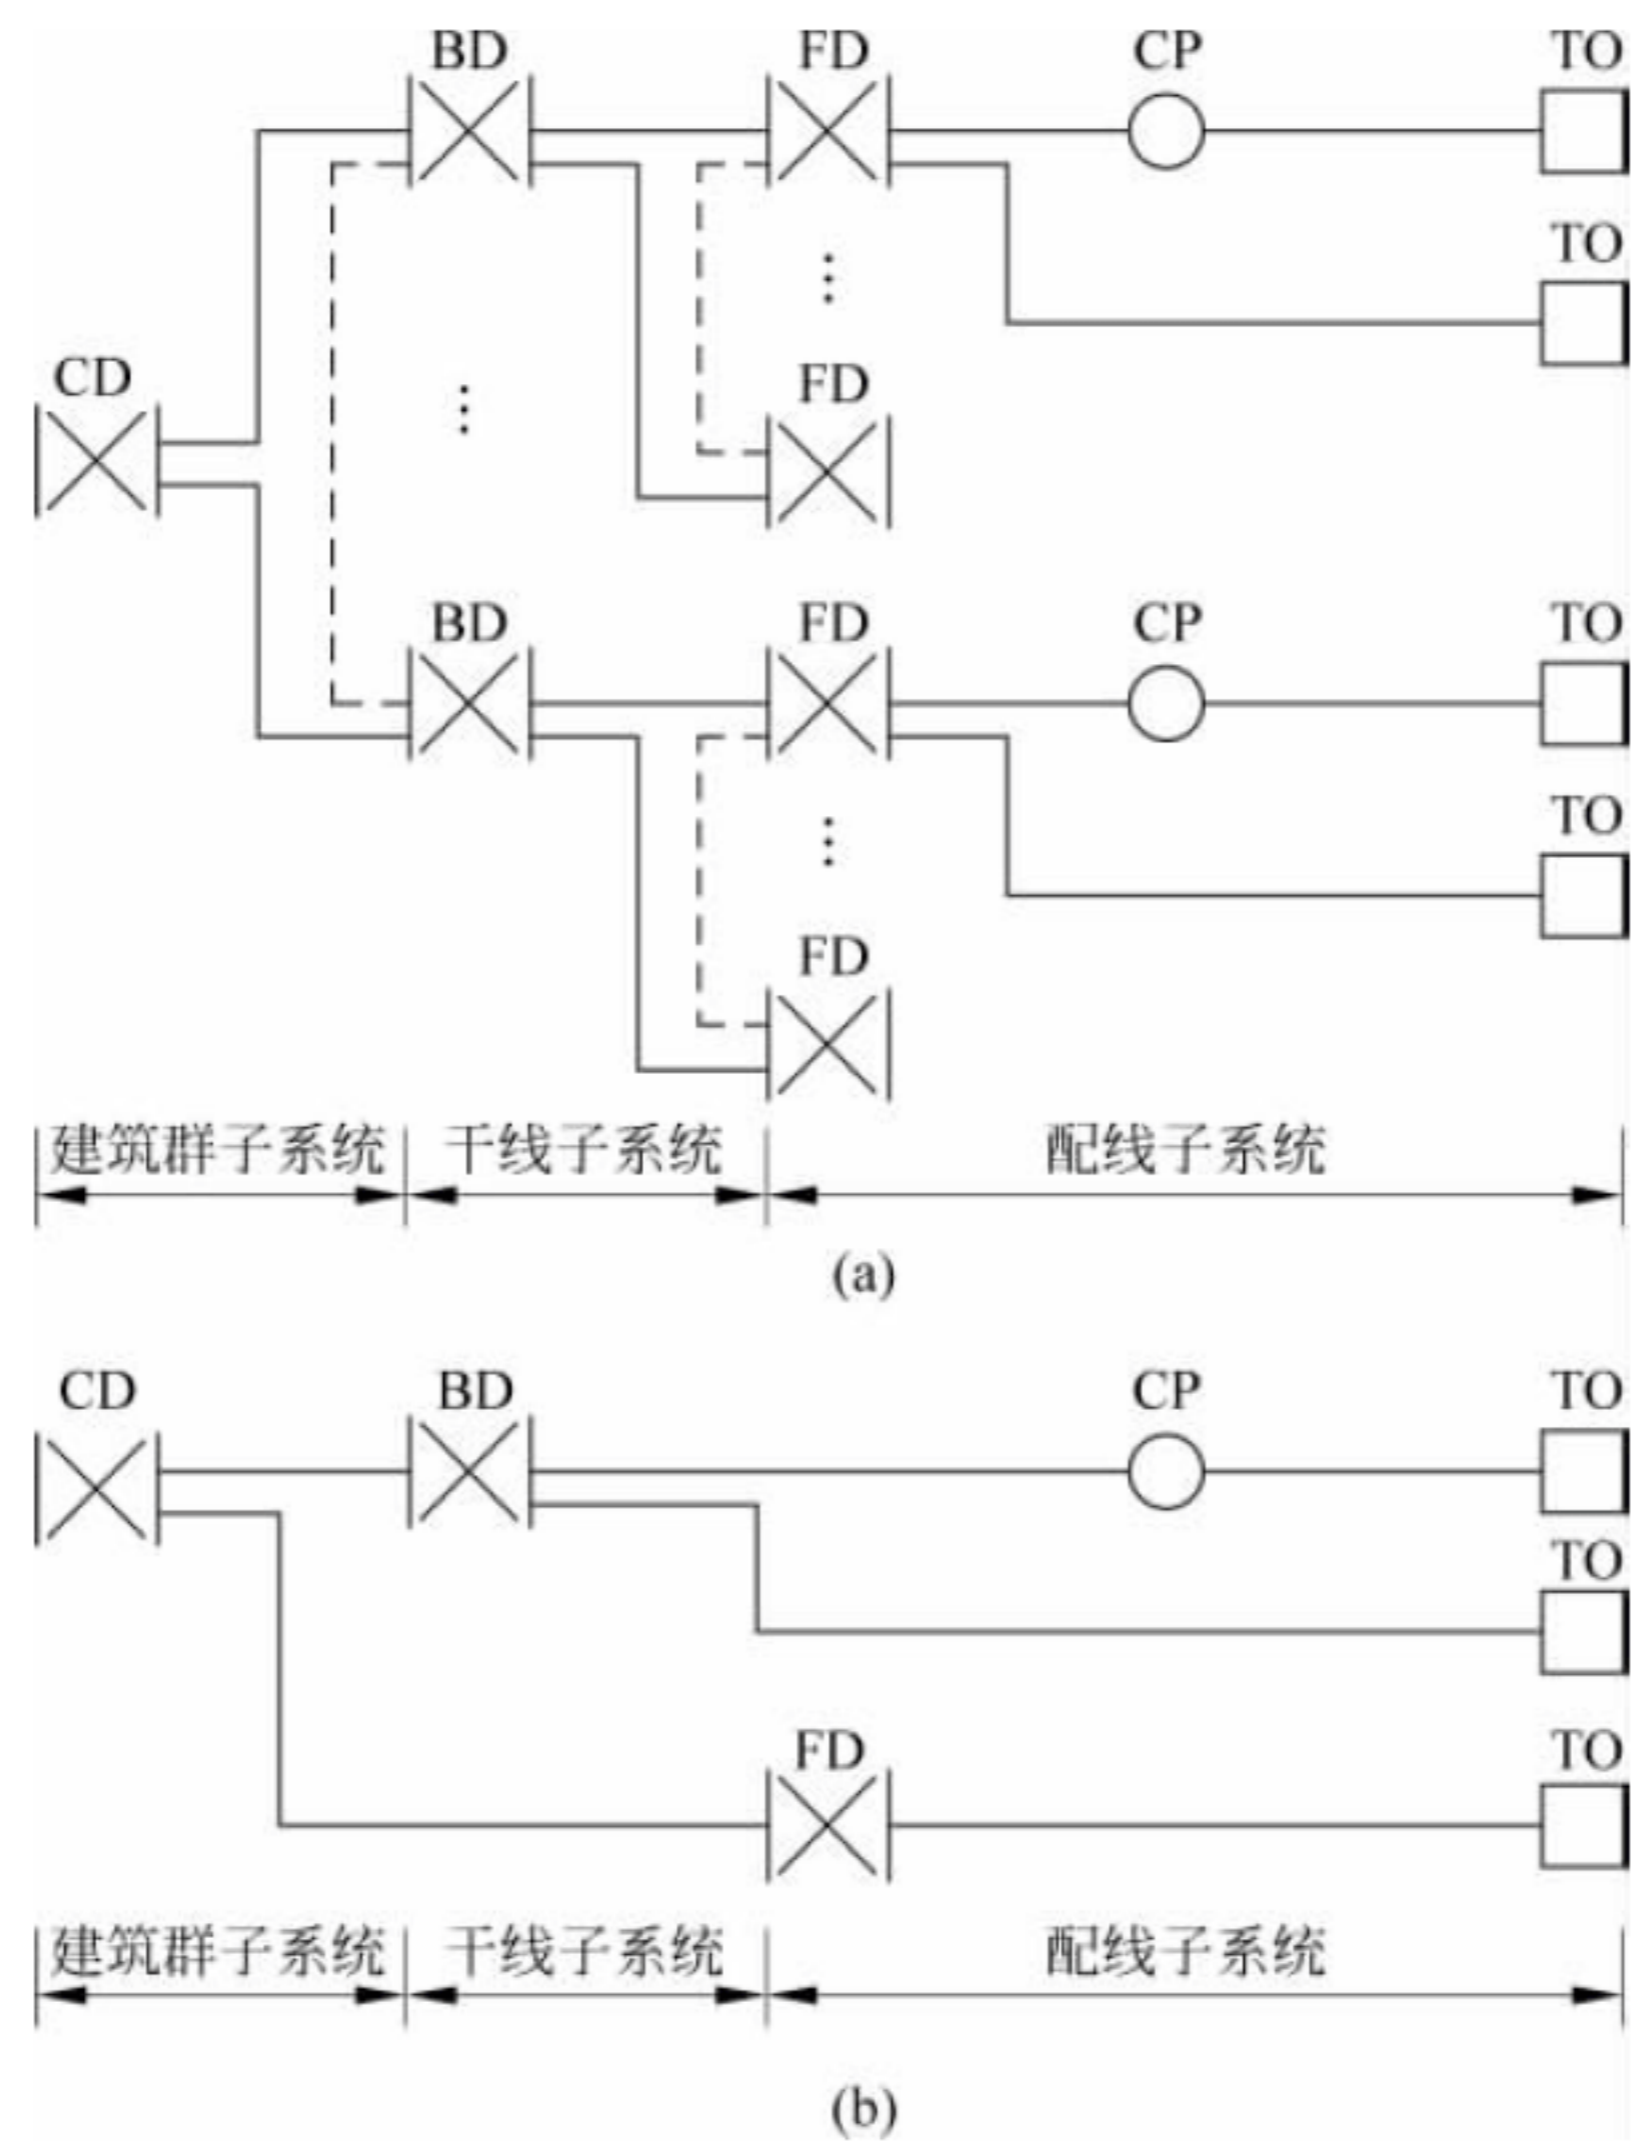 BD FD CP TO
TO
CD FD
BD FD CP TO
TO
FD
建筑群子系统 干线子系统 配线子系统
(a)
CD BD CP TO
TO
FD TO
建筑群子系统 干线子系统 配线子系统
(b)